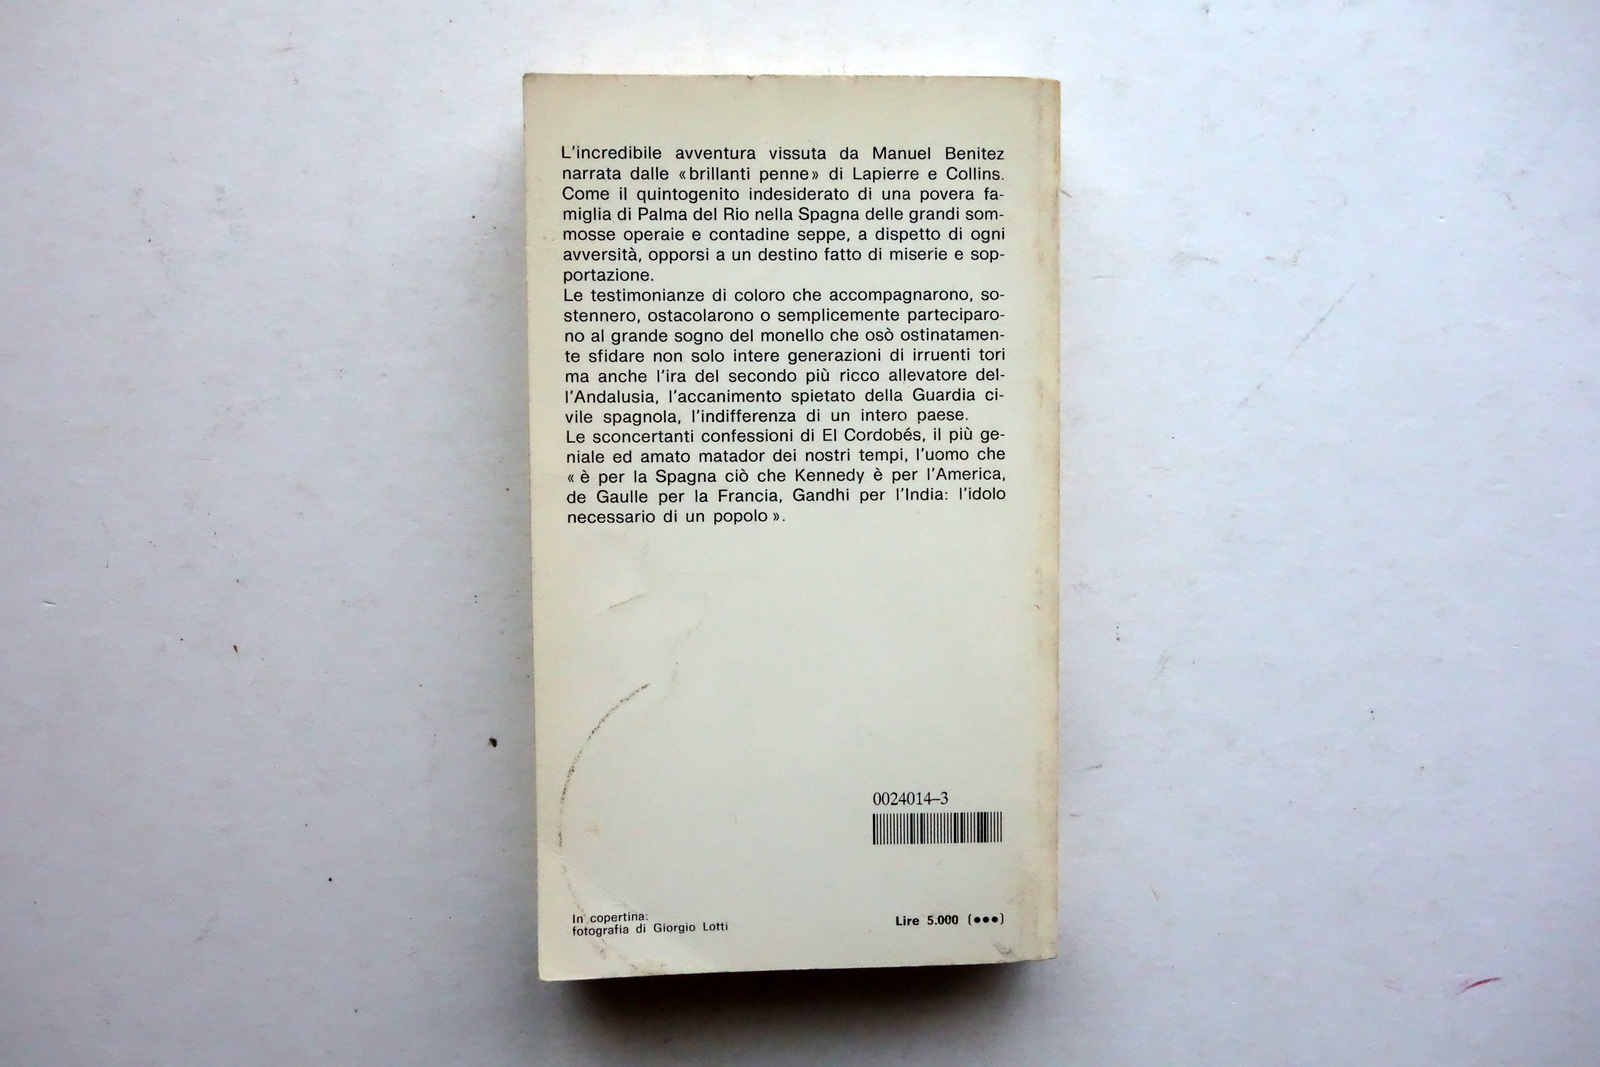 L'incredibile avventura vissuta da Manuel Benitez
narrata dalle «brillanti penne» di Lapierre e Collins.
Come il quintogenito indesiderato di una povera fa-
miglia di Palma del Rio nella Spagna delle grandi som-
mosse operaie e contadine seppe, a dispetto di ogni
avversità, opporsi a un destino fatto di miserie e sop-
portazione.
Le testimonianze di coloro che accompagnarono, so-
stennero, ostacolarono o semplicemente parteciparo-
no al grande sogno del monello che osò ostinatamen-
te sfidare non solo intere generazioni di irruenti tori
ma anche l'ira del secondo più ricco allevatore del-
l'Andalusia, l'accanimento spietato della Guardia ci-
vile spagnola, l'indifferenza di un intero paese.
Le sconcertanti confessioni di El Cordobés, il più ge-
niale ed amato matador dei nostri tempi, l'uomo che
« è per la Spagna ciò che Kennedy è per l'America,
de Gaulle per la Francia, Gandhi per l'India: l'idolo
necessario di un popolo ».
0024014–3
In copertina:
fotografia di Giorgio Lotti
Lire 5.000 (●●●)